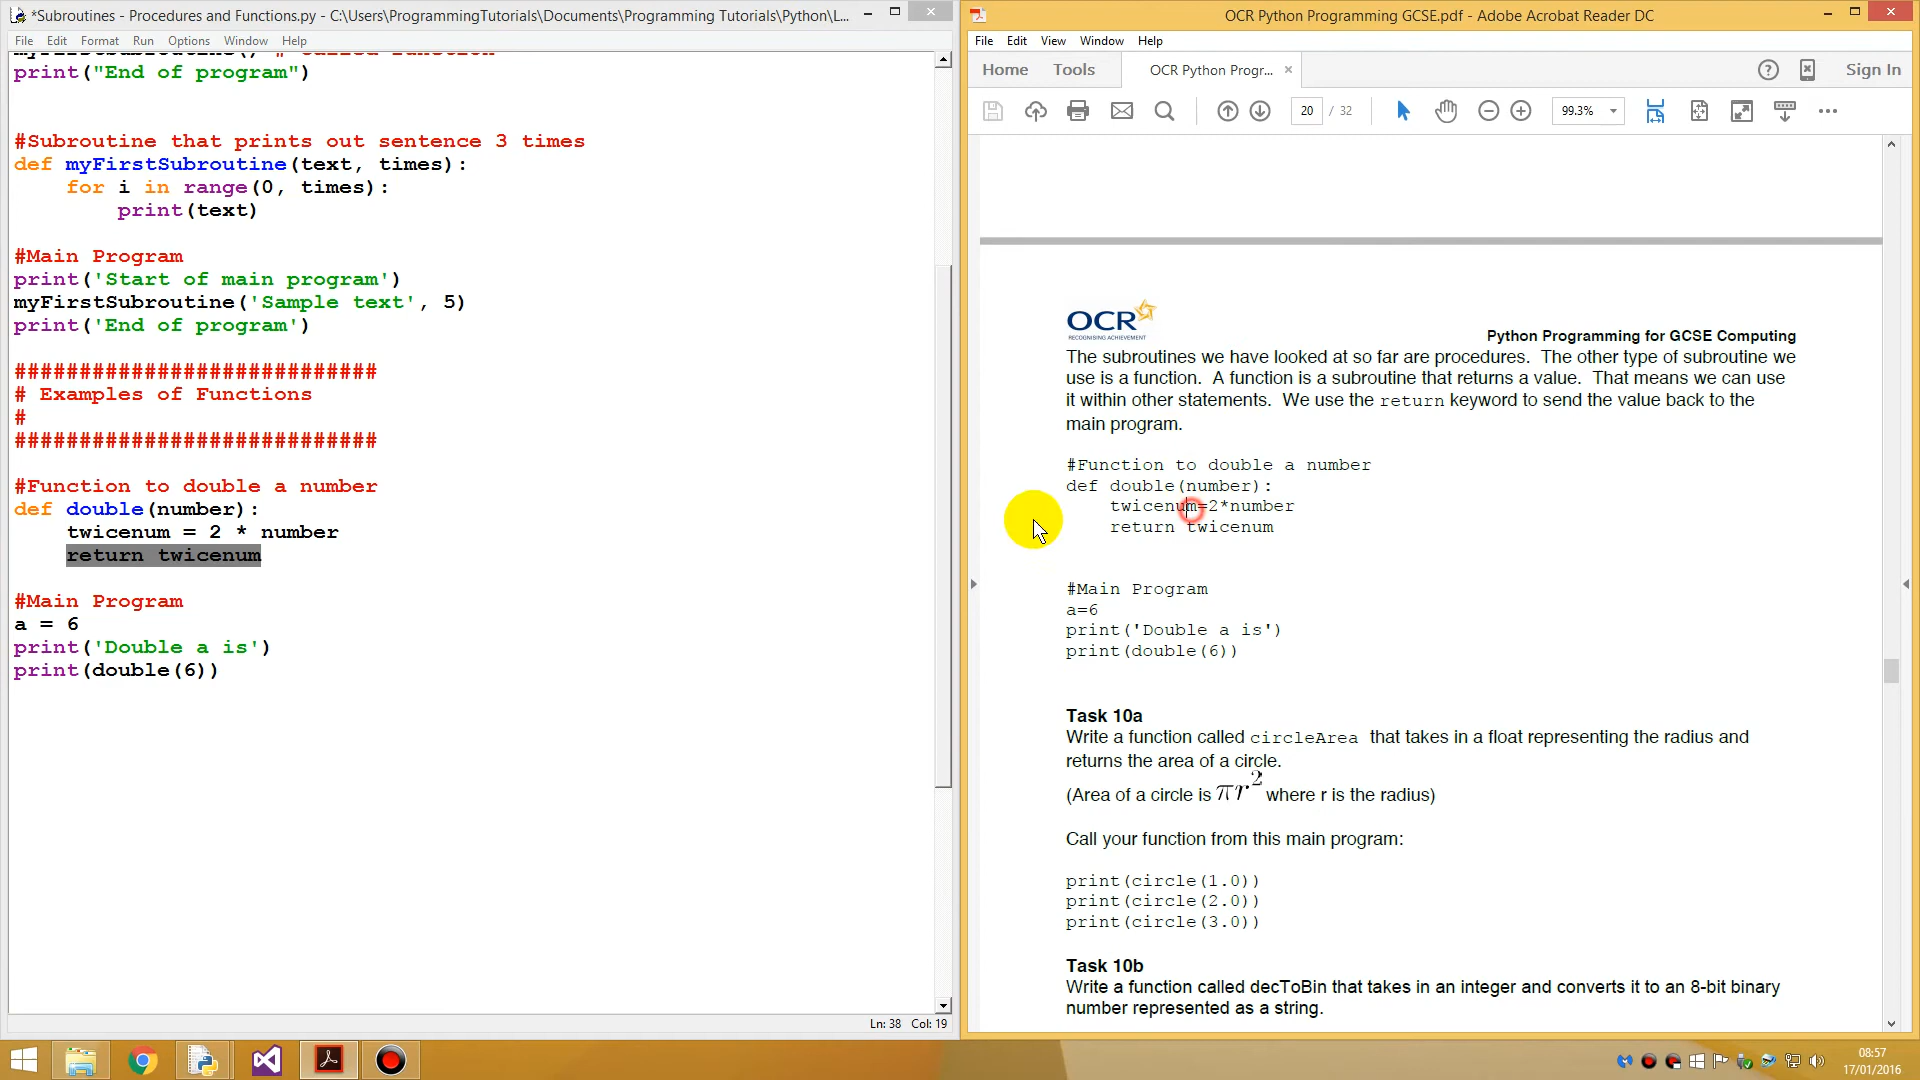 *Subroutines - Procedures and Functions.py - C:\Users\ProgrammingTutorials\Documents\Programming Tutorials\Python\L...
File Edit Format Run Options Window Help
print("End of program")
#Subroutine that prints out sentence 3 times
def myFirstSubroutine(text, times):
    for i in range(0, times):
        print(text)
#Main Program
print('Start of main program')
myFirstSubroutine('Sample text', 5)
print('End of program')
############################
# Examples of Functions
#
############################
#Function to double a number
def double(number):
    twicenum = 2 * number
    return twicenum
#Main Program
a = 6
print('Double a is')
print(double(6))
Ln: 38 Col: 19
OCR Python Programming GCSE.pdf - Adobe Acrobat Reader DC
File Edit View Window Help
Home Tools OCR Python Progr... × Sign In
20 / 32 99.3%
OCR
RECOGNISING ACHIEVEMENT
Python Programming for GCSE Computing
The subroutines we have looked at so far are procedures. The other type of subroutine we
use is a function. A function is a subroutine that returns a value. That means we can use
it within other statements. We use the return keyword to send the value back to the
main program.
#Function to double a number
def double(number):
    twicenum=2*number
    return twicenum
#Main Program
a=6
print('Double a is')
print(double(6))
Task 10a
Write a function called circleArea that takes in a float representing the radius and
returns the area of a circle.
(Area of a circle is πr² where r is the radius)
Call your function from this main program:
print(circle(1.0))
print(circle(2.0))
print(circle(3.0))
Task 10b
Write a function called decToBin that takes in an integer and converts it to an 8-bit binary
number represented as a string.
08:57
17/01/2016